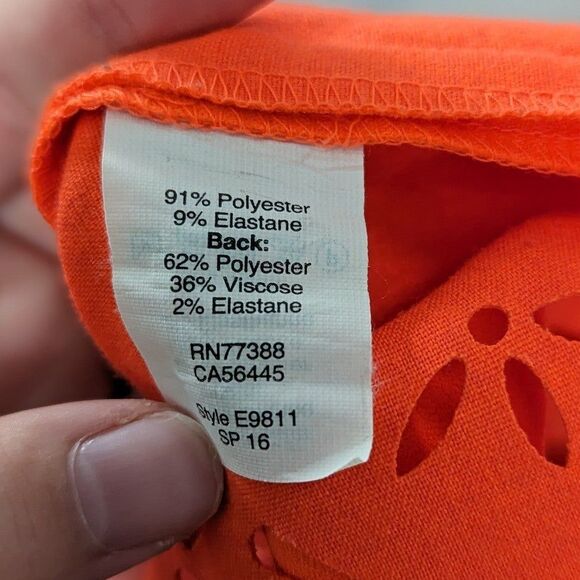 91% Polyester
9% Elastane
Back:
62% Polyester
36% Viscose
2% Elastane
RN77388
CA56445
Style E9811
SP 16